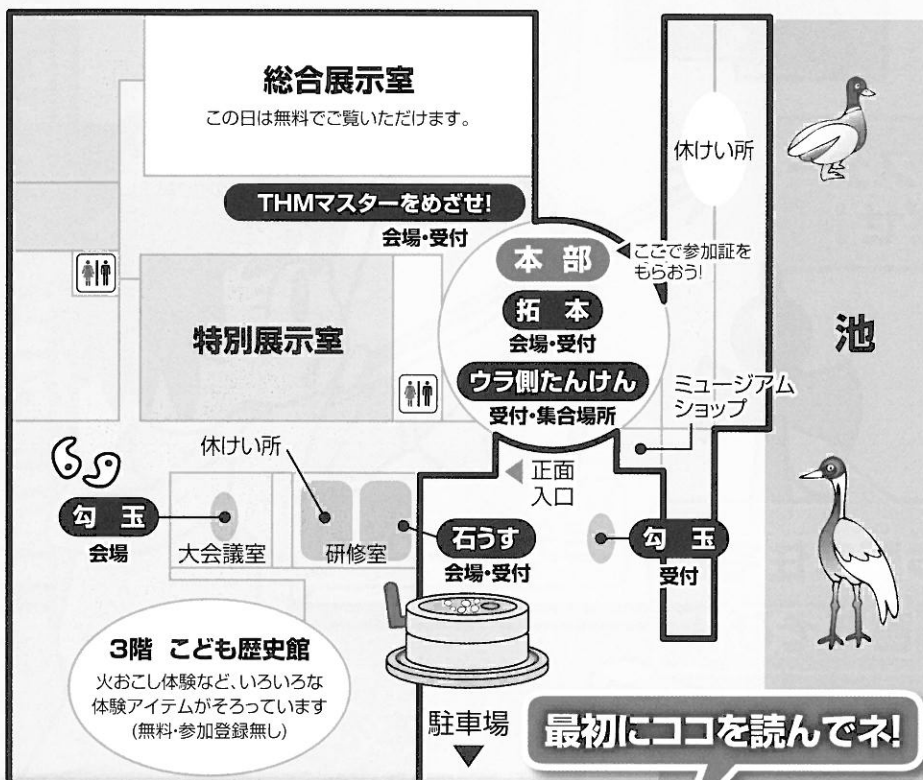 総合展示室
この日は無料でご覧いただけます。
THMマスターをめざせ!
会場・受付
休けい所
本 部
ここで参加証を
もらおう!
拓 本
会場・受付
特別展示室
池
ウラ側たんけん
受付・集合場所
ミュージアム
ショップ
休けい所
正面
入口
勾 玉
会場
大会議室
研修室
石うす
会場・受付
勾 玉
受付
3階 こども歴史館
火おこし体験など、いろいろな
体験アイテムがそろっています
(無料・参加登録無し)
駐車場
最初にココを読んでネ!